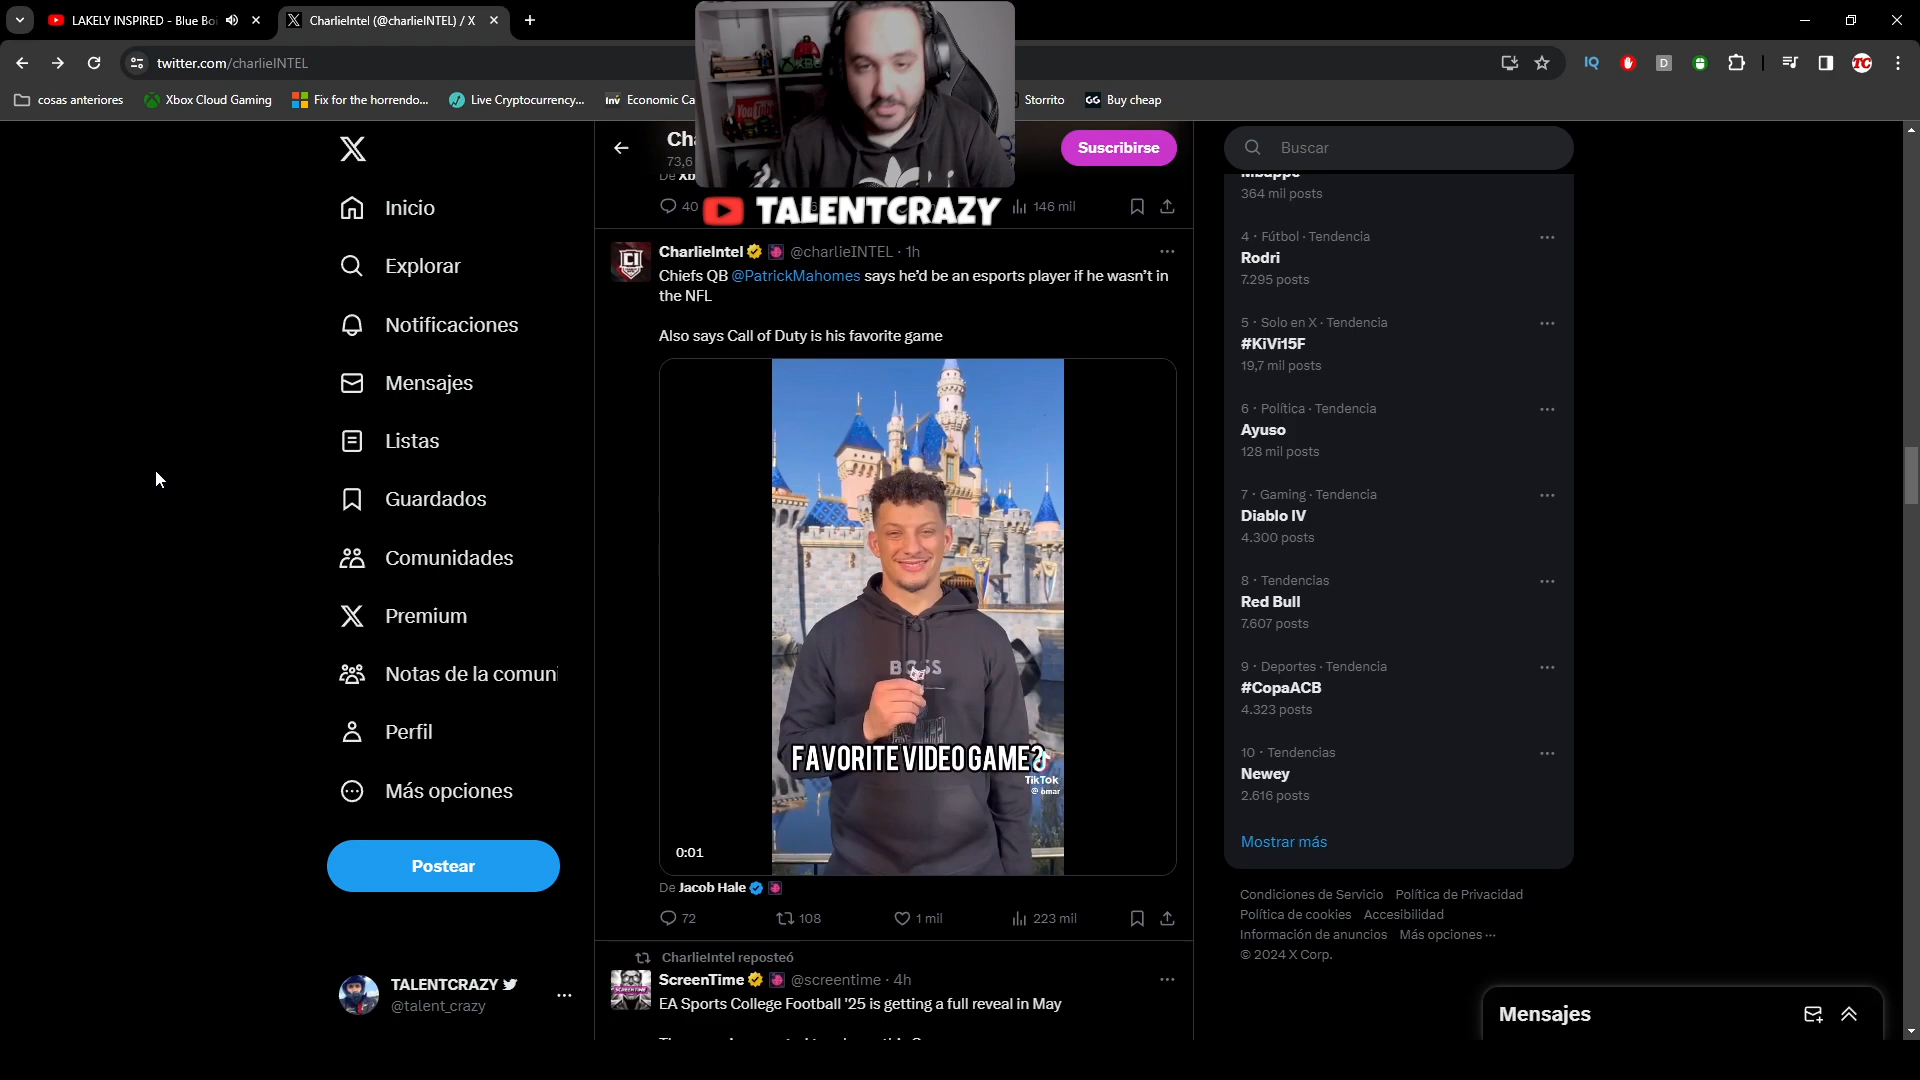 LAKELY INSPIRED - Blue Boi
CharlieIntel (@charlieINTEL) / X
twitter.com/charlieINTEL
cosas anteriores
Xbox Cloud Gaming
Fix for the horrendo...
Live Cryptocurrency...
Economic Ca
Storrito
Buy cheap
Inicio
Explorar
Notificaciones
Mensajes
Listas
Guardados
Comunidades
Premium
Notas de la comuni
Perfil
Más opciones
Postear
TALENTCRAZY
@talent_crazy
73,6
Suscribirse
De Xb
40
146 mil
TALENTCRAZY
CharlieIntel @charlieINTEL · 1h
Chiefs QB @PatrickMahomes says he'd be an esports player if he wasn't in
the NFL
Also says Call of Duty is his favorite game
BOSS
FAVORITE VIDEO GAME?
TikTok
@ omar
0:01
De Jacob Hale
72
108
1 mil
223 mil
CharlieIntel reposteó
ScreenTime @screentime · 4h
EA Sports College Football '25 is getting a full reveal in May
Buscar
Mbappé
364 mil posts
4 · Fútbol · Tendencia
Rodri
7.295 posts
5 · Solo en X · Tendencia
#KiVi15F
19,7 mil posts
6 · Política · Tendencia
Ayuso
128 mil posts
7 · Gaming · Tendencia
Diablo IV
4.300 posts
8 · Tendencias
Red Bull
7.607 posts
9 · Deportes · Tendencia
#CopaACB
4.323 posts
10 · Tendencias
Newey
2.616 posts
Mostrar más
Condiciones de Servicio Política de Privacidad
Política de cookies Accesibilidad
Información de anuncios Más opciones ···
© 2024 X Corp.
Mensajes